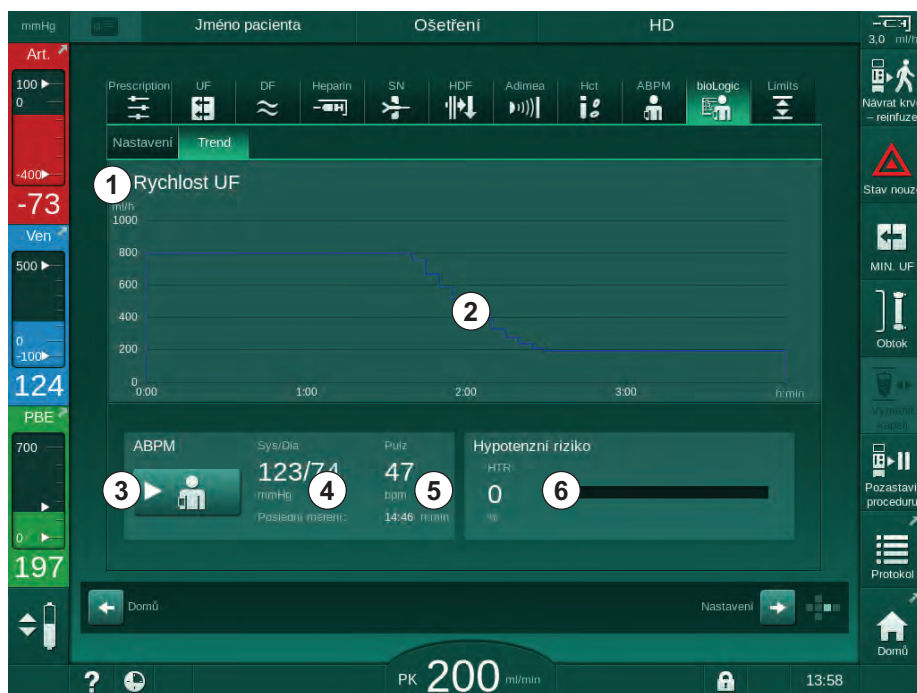 mmHg Jméno pacienta Ošetření HD 3,0 ml/h
Art.
100
0
-400
-73
Ven
500
0
-100
124
PBE
700
0
197
Prescription UF DF Heparin SN HDF Adimea Hct ABPM bioLogic Limits
Nastavení Trend
1 Rychlost UF
ml/h
1000
800
600
400
200
0
2
0:00 1:00 2:00 3:00 h:min
ABPM Sys/Dia Pulz
3 123/74 47
mmHg 4 bpm 5
Poslední měření: 14:46 h:min
Hypotenzní riziko
HTR
0 6
%
Domů Nastavení
Návrat krve
– reinfuze
Stav nouze
MIN. UF
Obtok
Pozastavit
proceduru
Protokol
Domů
? PK 200 ml/min 13:58